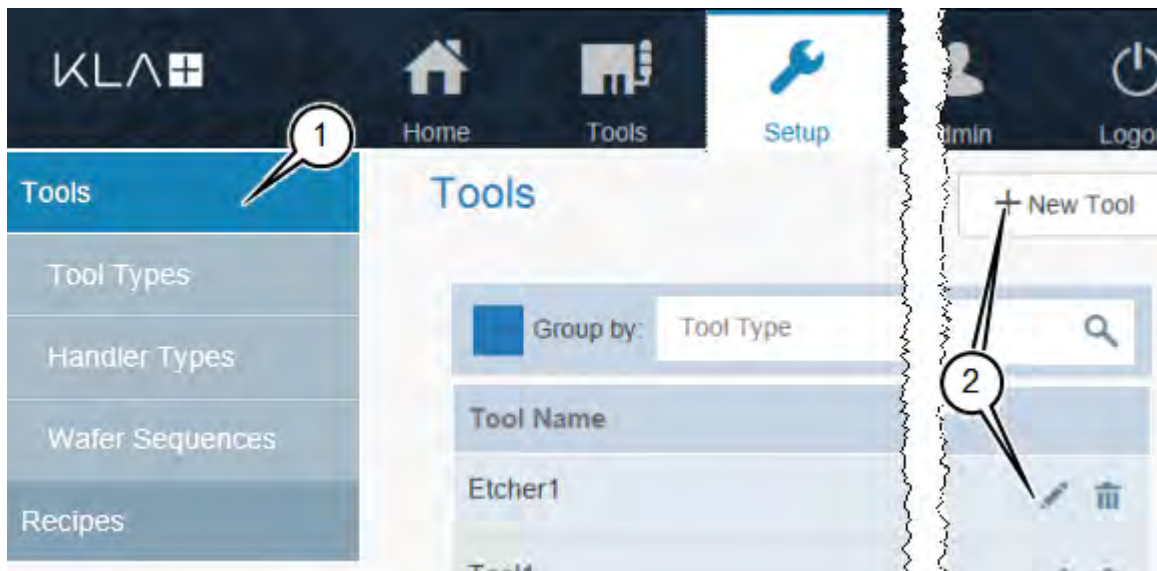 KLA+
Home
Tools
Setup
dmin
Logo
1
Tools
Tool Types
Handler Types
Wafer Sequences
Recipes
Tools
+ New Tool
Group by:
Tool Type
2
Tool Name
Etcher1
Tool1